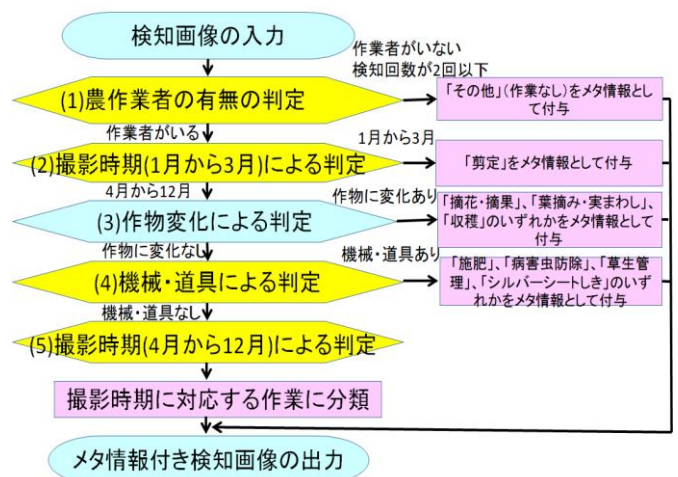 検知画像の入力
作業者がいない
検知回数が2回以下
(1)農作業者の有無の判定
「その他」(作業なし)をメタ情報とし
て付与
作業者がいる
1月から3月
(2)撮影時期(1月から3月)による判定
「剪定」をメタ情報として付与
4月から12月
作物に変化あり
(3)作物変化による判定
「摘花・摘果」、「葉摘み・実まわし」、
「収穫」のいずれかをメタ情報として
付与
作物に変化なし
機械・道具あり
(4)機械・道具による判定
「施肥」、「病害虫防除」、「草生管
理」、「シルバーシートしき」のいず
れかをメタ情報として付与
機械・道具なし
(5)撮影時期(4月から12月)による判定
撮影時期に対応する作業に分類
メタ情報付き検知画像の出力